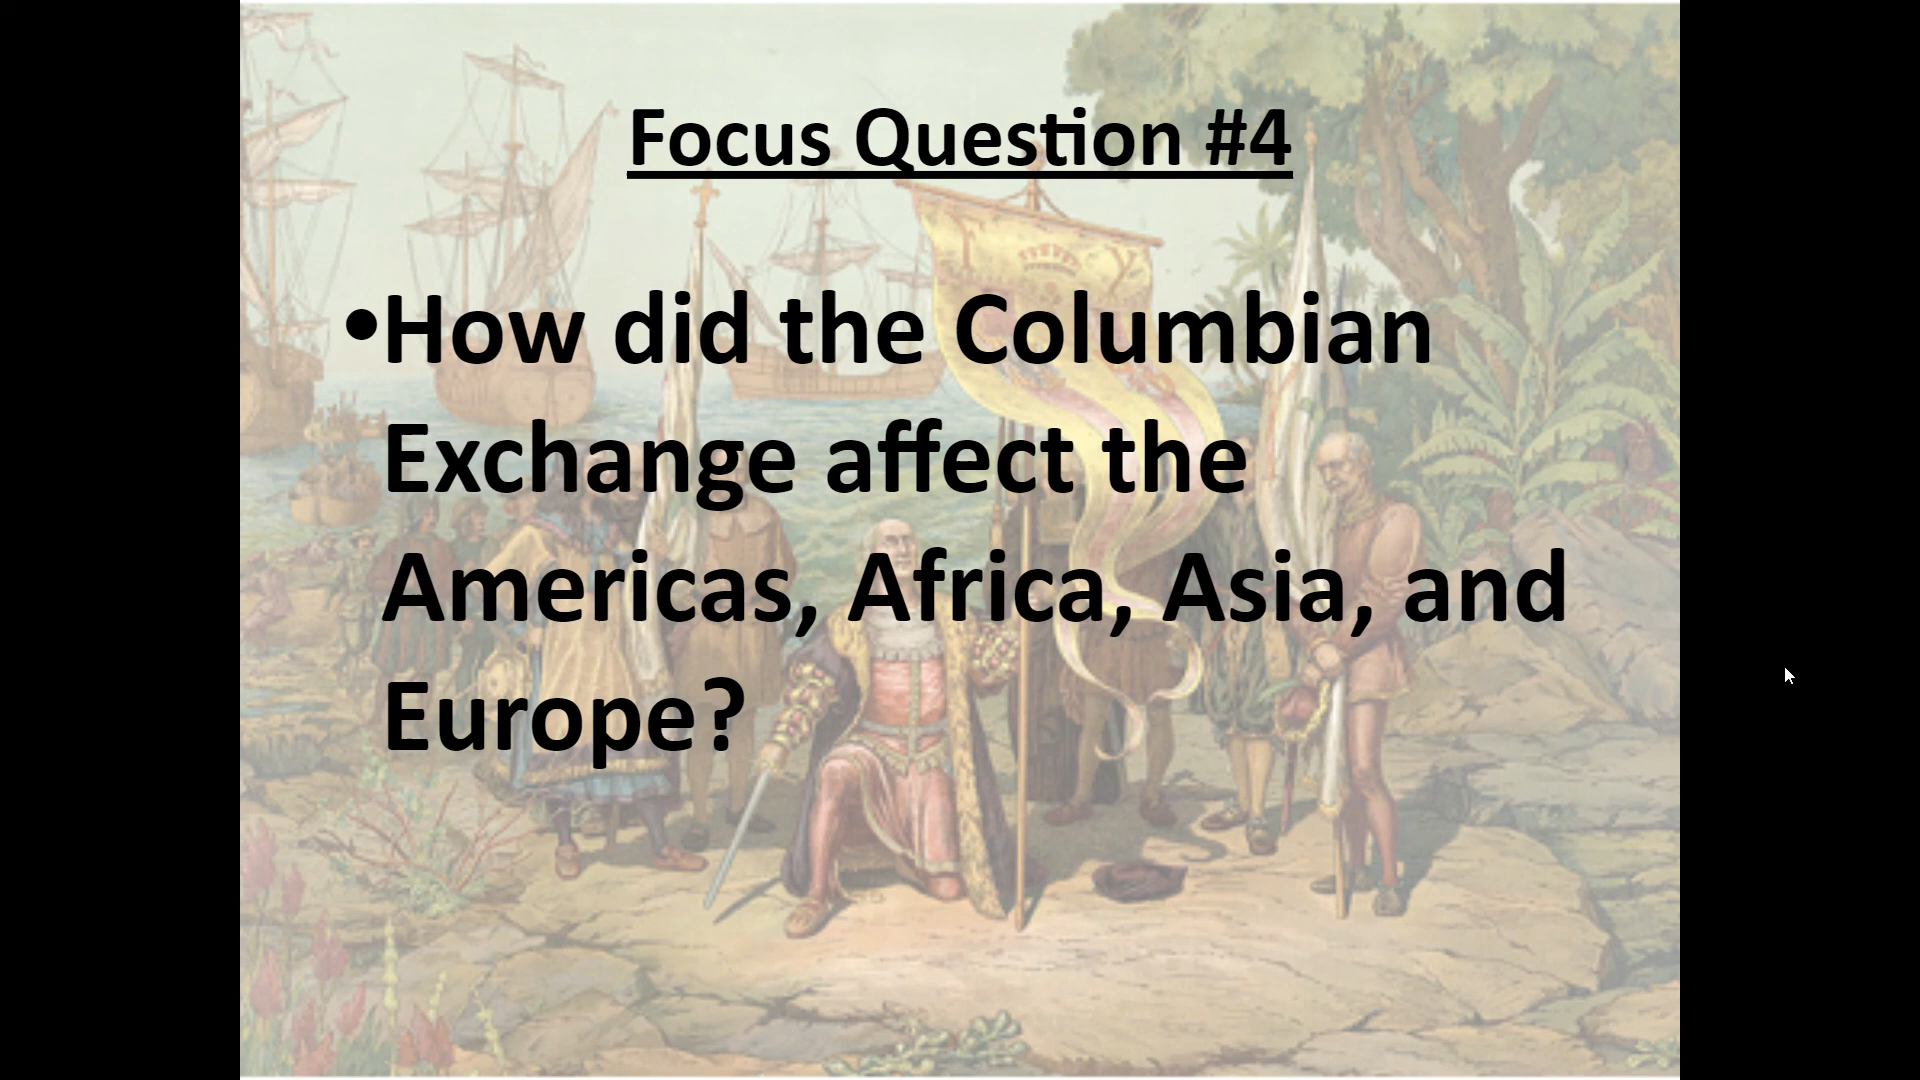 Focus Question #4
•How did the Columbian
Exchange affect the
Americas, Africa, Asia, and
Europe?